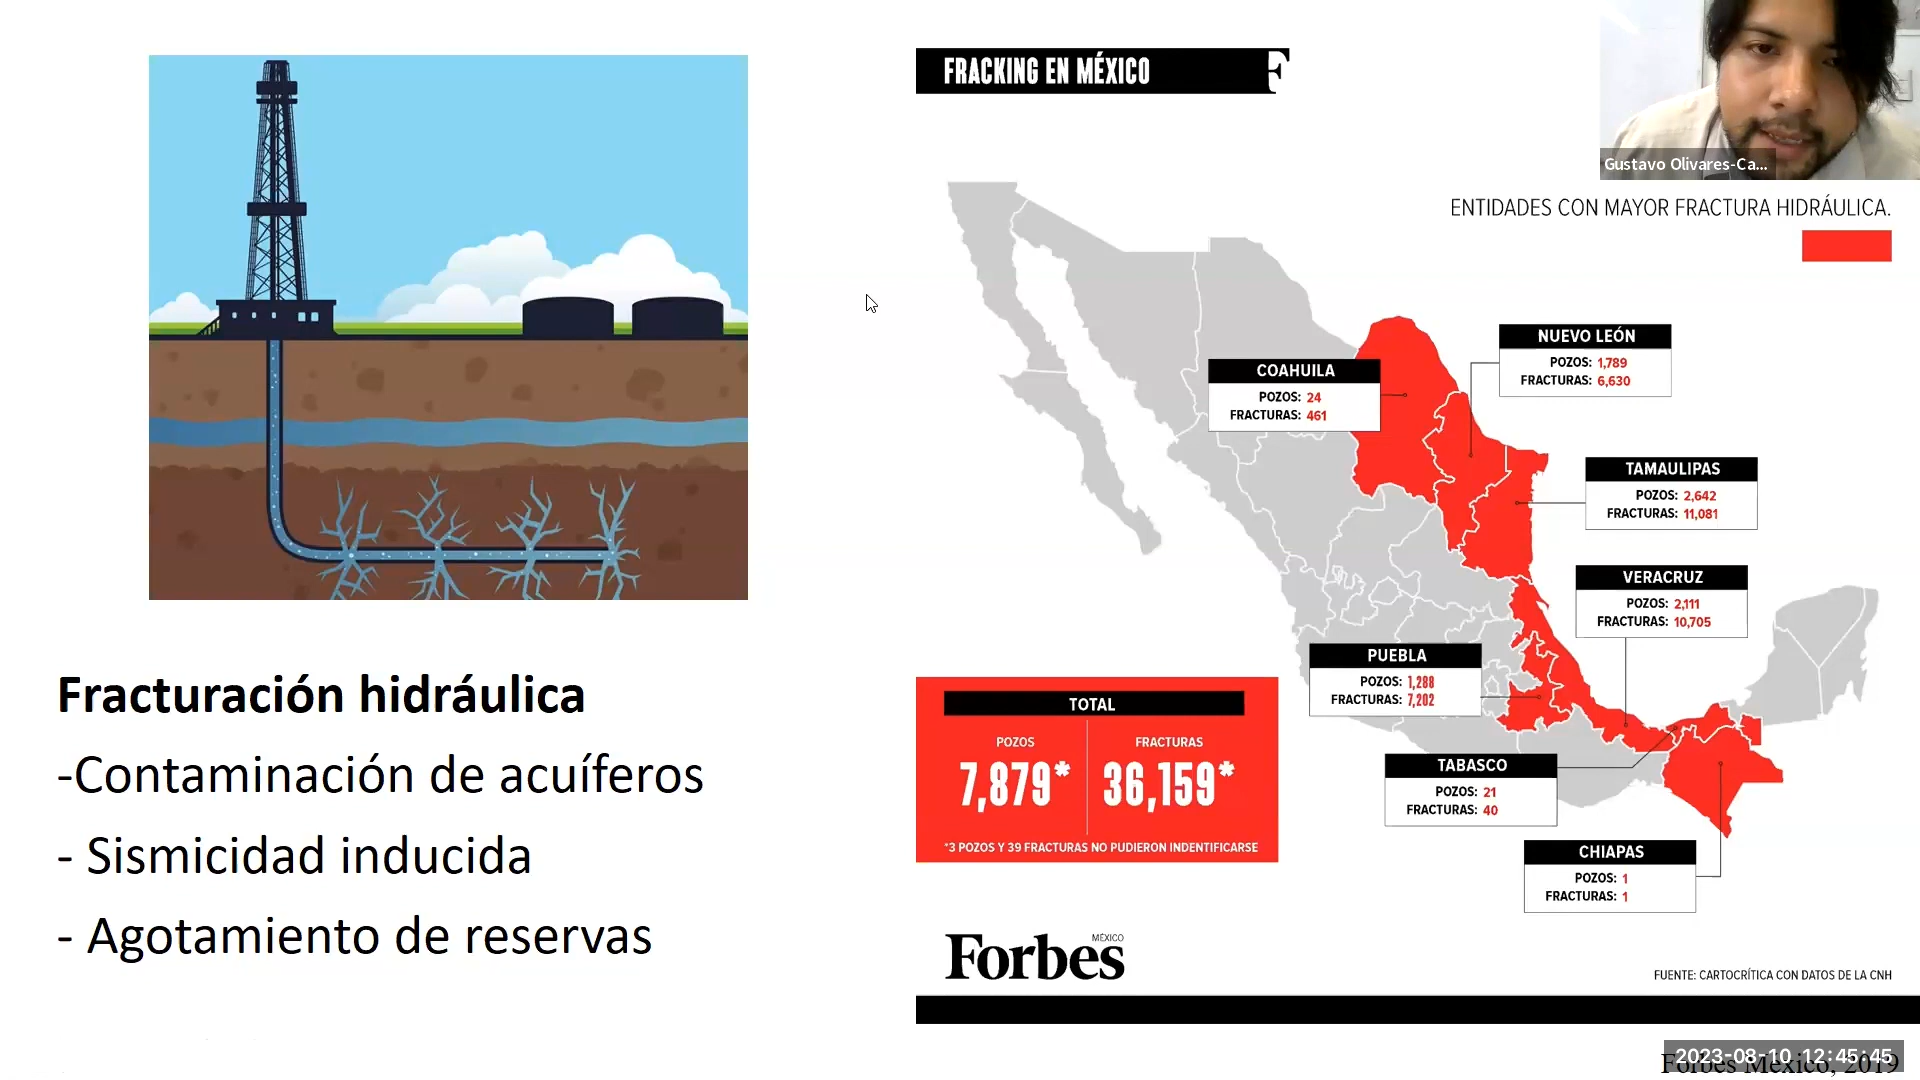 FRACKING EN MÉXICO
F
Gustavo Olivares-Ca...
ENTIDADES CON MAYOR FRACTURA HIDRÁULICA.
NUEVO LEÓN
POZOS: 1,789
FRACTURAS: 6,630
COAHUILA
POZOS: 24
FRACTURAS: 461
TAMAULIPAS
POZOS: 2,642
FRACTURAS: 11,081
VERACRUZ
POZOS: 2,111
FRACTURAS: 10,705
PUEBLA
POZOS: 1,288
FRACTURAS: 7,202
TABASCO
POZOS: 21
FRACTURAS: 40
CHIAPAS
POZOS: 1
FRACTURAS: 1
TOTAL
POZOS
7,879*
FRACTURAS
36,159*
*3 POZOS Y 39 FRACTURAS NO PUDIERON INDENTIFICARSE
Fracturación hidráulica
-Contaminación de acuíferos
- Sismicidad inducida
- Agotamiento de reservas
Forbes
MÉXICO
FUENTE: CARTOCRÍTICA CON DATOS DE LA CNH
Forbes México, 2019
2023-08-10 12:45:45